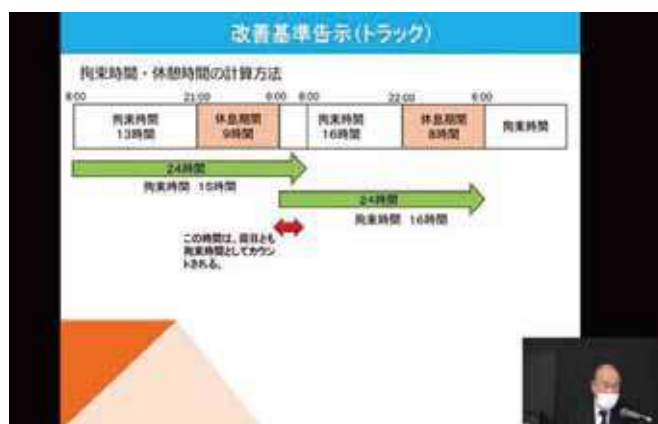 改善基準告示(トラック)
拘束時間・休憩時間の計算方法
8:00 21:00 6:00 8:00 22:00 6:00
拘束時間 休息期間 拘束時間 休息期間 拘束時間
13時間 9時間 16時間 8時間
24時間
拘束時間 15時間
24時間
拘束時間 16時間
この時間は、両日とも
拘束時間としてカウン
トされる。